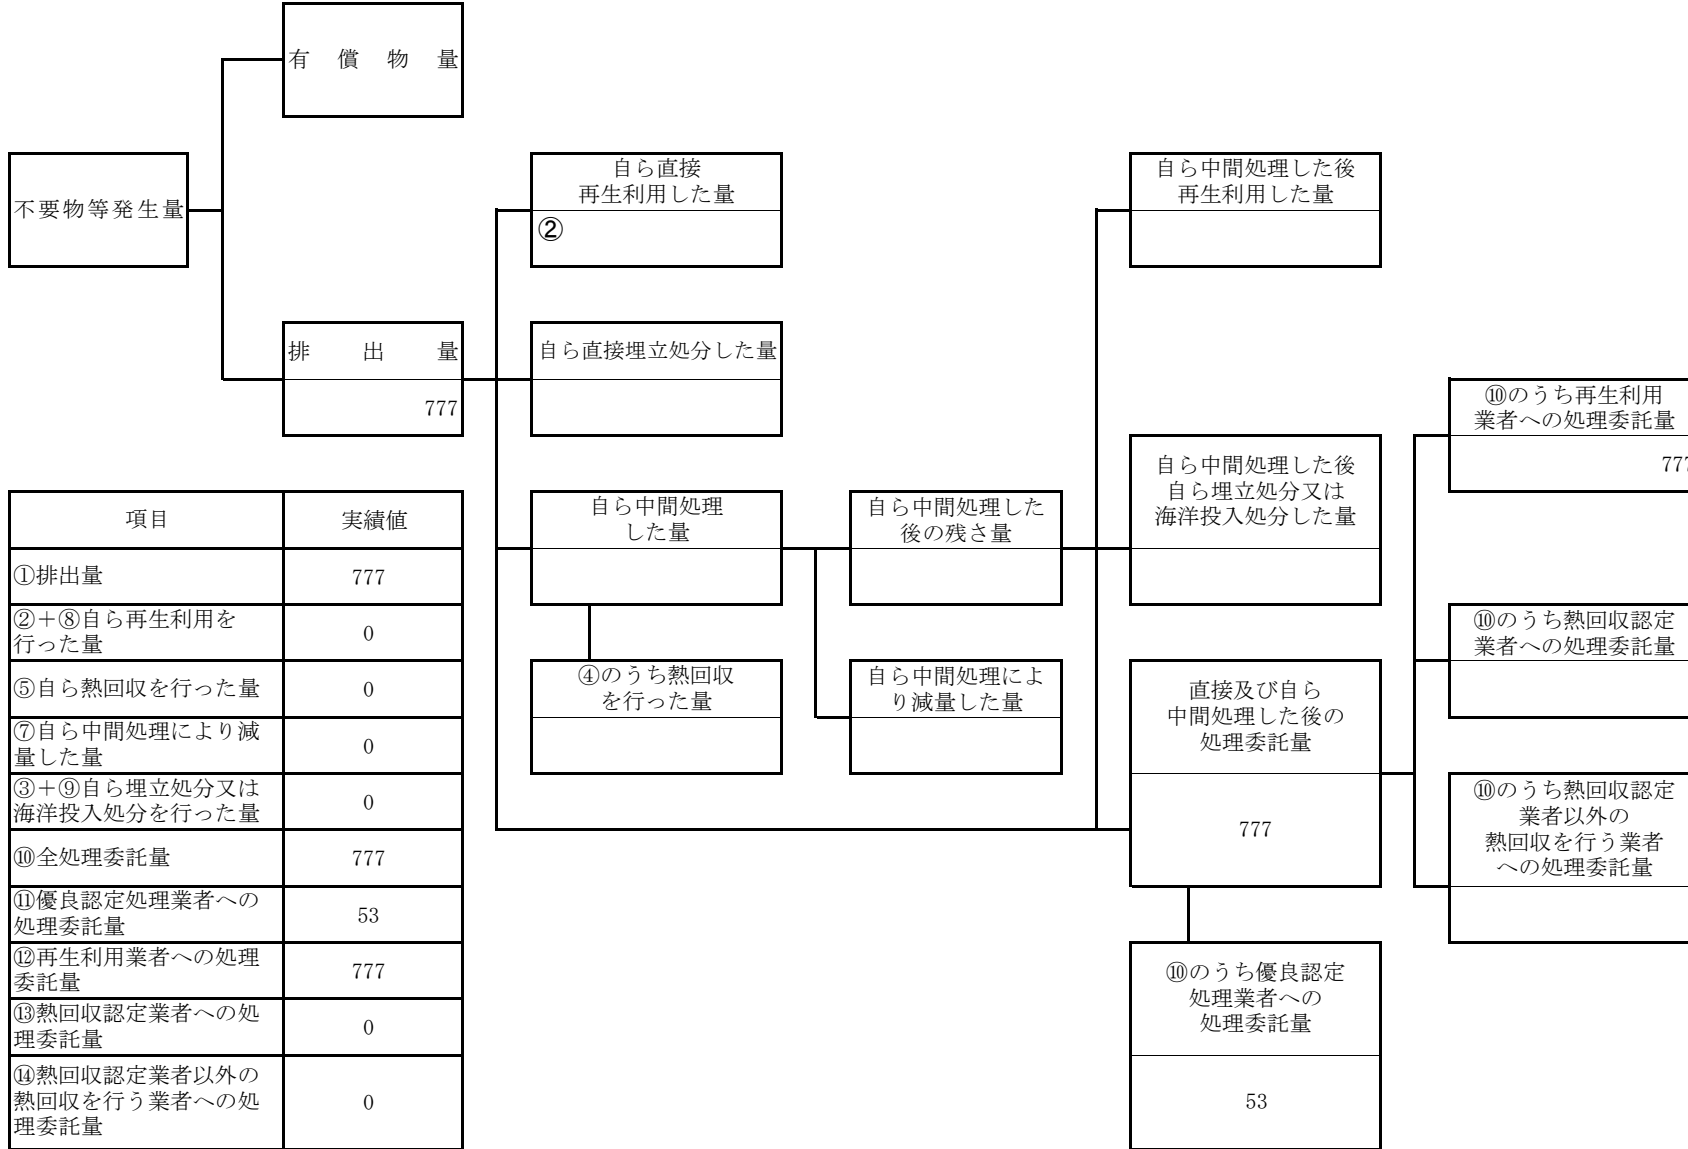 有償物量
不要物等発生量
自ら直接
再生利用した量
②
自ら中間処理した後
再生利用した量
排出量
777
自ら直接埋立処分した量
⑩のうち再生利用
業者への処理委託量
777
自ら中間処理した後
自ら埋立処分又は
海洋投入処分した量
自ら中間処理
した量
自ら中間処理した
後の残さ量
⑩のうち熱回収認定
業者への処理委託量
④のうち熱回収
を行った量
自ら中間処理によ
り減量した量
直接及び自ら
中間処理した後の
処理委託量
777
⑩のうち熱回収認定
業者以外の
熱回収を行う業者
への処理委託量
⑩のうち優良認定
処理業者への
処理委託量
53
項目 実績値
①排出量 777
②+⑧自ら再生利用を
行った量 0
⑤自ら熱回収を行った量 0
⑦自ら中間処理により減
量した量 0
③+⑨自ら埋立処分又は
海洋投入処分を行った量 0
⑩全処理委託量 777
⑪優良認定処理業者への
処理委託量 53
⑫再生利用業者への処理
委託量 777
⑬熱回収認定業者への処
理委託量 0
⑭熱回収認定業者以外の
熱回収を行う業者への処
理委託量 0